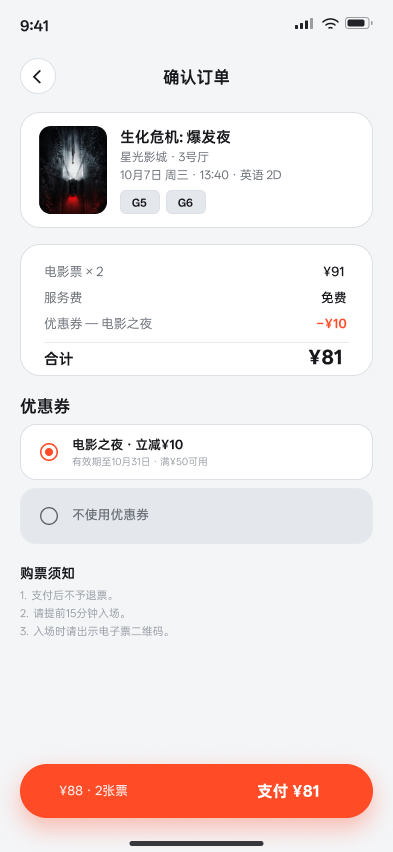 9:41
确认订单
生化危机: 爆发夜
星光影城 · 3号厅
10月7日 周三 · 13:40 · 英语 2D
G5 G6
电影票 × 2 ¥91
服务费 免费
优惠券 — 电影之夜 −¥10
合计 ¥81
优惠券
电影之夜 · 立减¥10
有效期至10月31日 · 满¥50可用
不使用优惠券
购票须知
1. 支付后不予退票。
2. 请提前15分钟入场。
3. 入场时请出示电子票二维码。
¥88 · 2张票 支付 ¥81